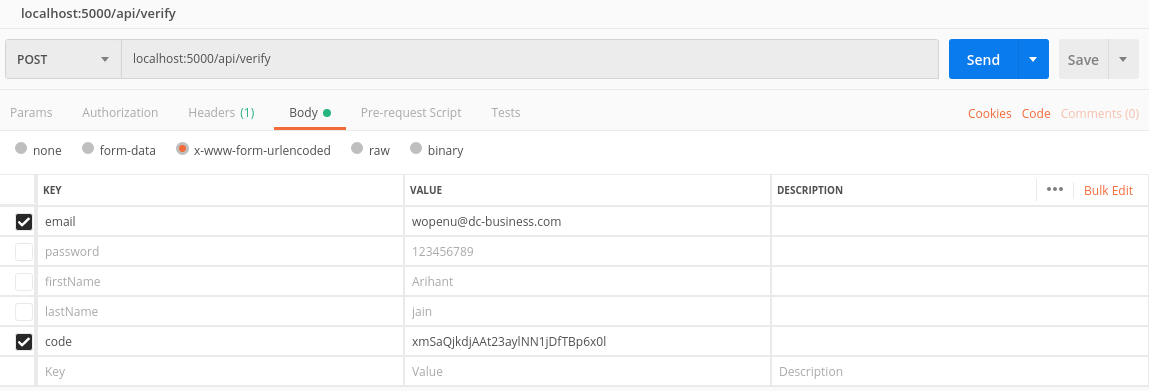 localhost:5000/api/verify
POST localhost:5000/api/verify Send Save
Params Authorization Headers (1) Body Pre-request Script Tests Cookies Code Comments (0)
none form-data x-www-form-urlencoded raw binary
KEY VALUE DESCRIPTION ••• Bulk Edit
email wopenu@dc-business.com
password 123456789
firstName Arihant
lastName jain
code xmSaQjkdjAAt23aylNN1jDfTBp6x0l
Key Value Description